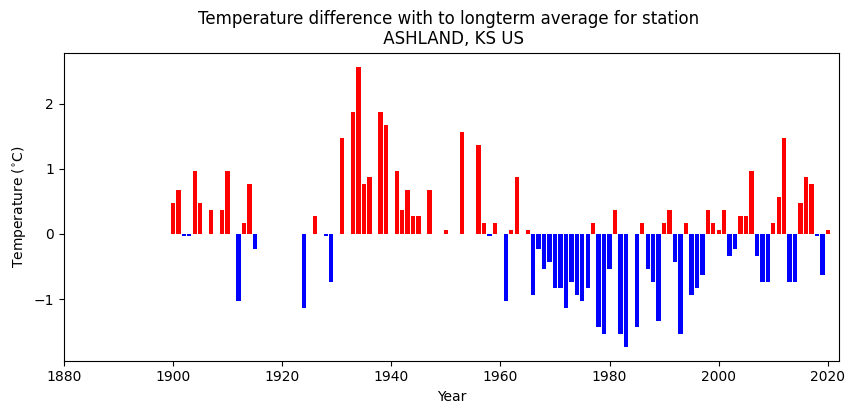 Temperature difference with to longterm average for station
ASHLAND, KS US
Temperature (°C)
2
1
0
−1
1880 1900 1920 1940 1960 1980 2000 2020
Year